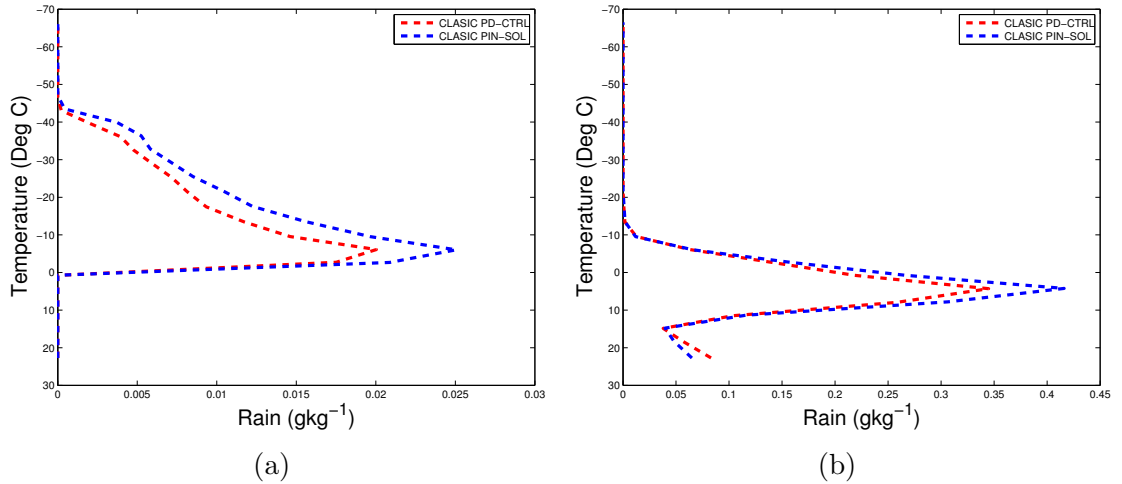 −70
−60
−50
−40
−30
−20
−10
0
10
20
30
Temperature (Deg C)
CLASIC PD−CTRL
CLASIC PIN−SOL
0 0.005 0.01 0.015 0.02 0.025 0.03
Rain (gkg−1)
(a)
−70
−60
−50
−40
−30
−20
−10
0
10
20
30
Temperature (Deg C)
CLASIC PD−CTRL
CLASIC PIN−SOL
0 0.05 0.1 0.15 0.2 0.25 0.3 0.35 0.4 0.45
Rain (gkg−1)
(b)